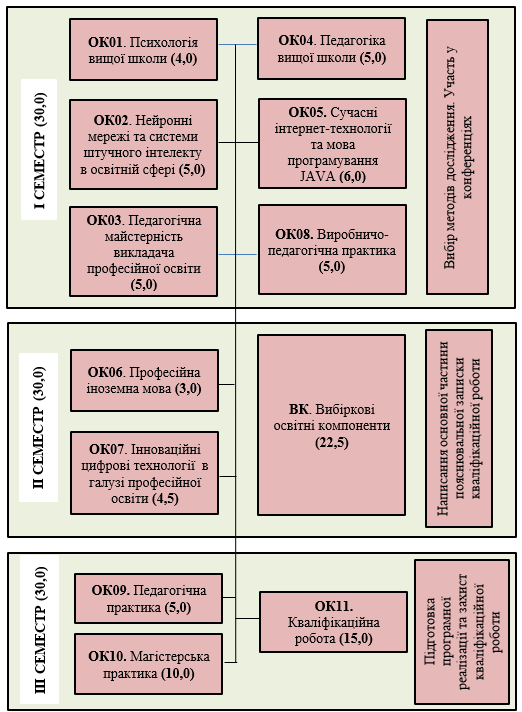 І СЕМЕСТР (30,0)
ОК01. Психологія
вищої школи (4,0)
ОК04. Педагогіка
вищої школи (5,0)
ОК02. Нейронні
мережі та системи
штучного інтелекту
в освітній сфері (5,0)
ОК05. Сучасні
інтернет-технології
та мова
програмування
JAVA (6,0)
ОК03. Педагогічна
майстерність
викладача
професійної освіти
(5,0)
ОК08. Виробничо-
педагогічна практика
(5,0)
Вибір методів дослідження. Участь у
конференціях
ІІ СЕМЕСТР (30,0)
ОК06. Професійна
іноземна мова (3,0)
ОК07. Інноваційні
цифрові технології в
галузі професійної
освіти (4,5)
ВК. Вибіркові
освітні компоненти
(22,5)
Написання основної частини
пояснювальної записки
кваліфікаційної роботи
ІІІ СЕМЕСТР (30,0)
ОК09. Педагогічна
практика (5,0)
ОК10. Магістерська
практика (10,0)
ОК11.
Кваліфікаційна
робота (15,0)
Підготовка
програмної
реалізації та захист
кваліфікаційної
роботи